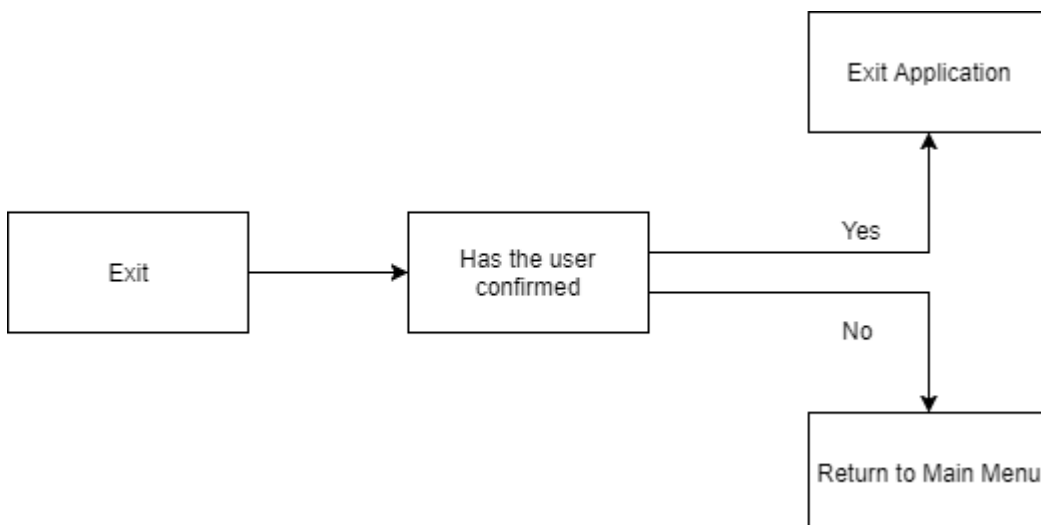 Exit Application
Yes
Exit
Has the user
confirmed
No
Return to Main Menu